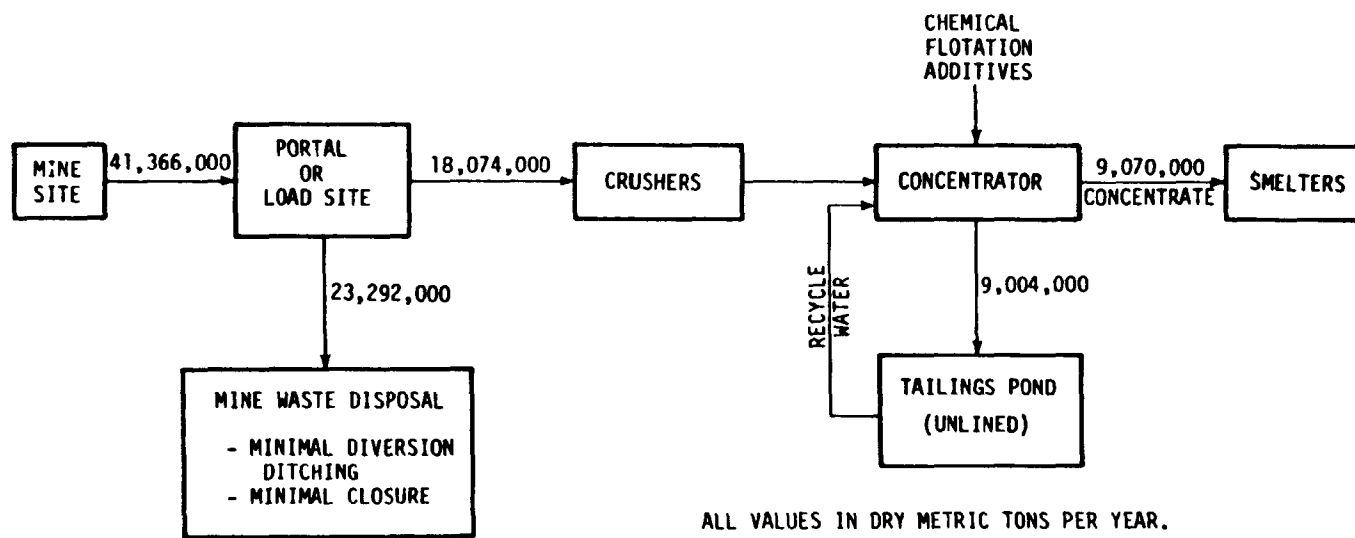 CHEMICAL
FLOTATION
ADDITIVES
MINE
SITE
41,366,000
PORTAL
OR
LOAD SITE
18,074,000
CRUSHERS
CONCENTRATOR
9,070,000
CONCENTRATE
SMELTERS
23,292,000
RECYCLE
WATER
9,004,000
MINE WASTE DISPOSAL
- MINIMAL DIVERSION
DITCHING
- MINIMAL CLOSURE
TAILINGS POND
(UNLINED)
ALL VALUES IN DRY METRIC TONS PER YEAR.